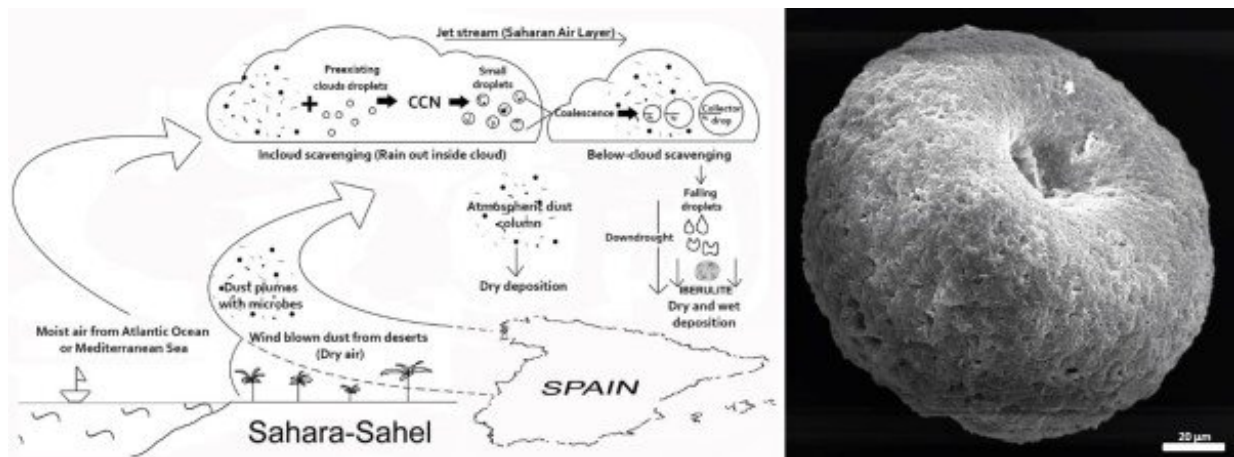 Jet stream (Saharan Air Layer)
Preexisting
clouds droplets
CCN
Small
droplets
Coalescence
Collector
drop
Incloud scavenging (Rain out inside cloud)
Below-cloud scavenging
Atmospheric dust
column
Falling
droplets
Downdrought
Dry deposition
IBERULITE
Dry and wet
deposition
Dust plumes
with microbes
Moist air from Atlantic Ocean
or Mediterranean Sea
Wind blown dust from deserts
(Dry air)
SPAIN
Sahara-Sahel
20 µm